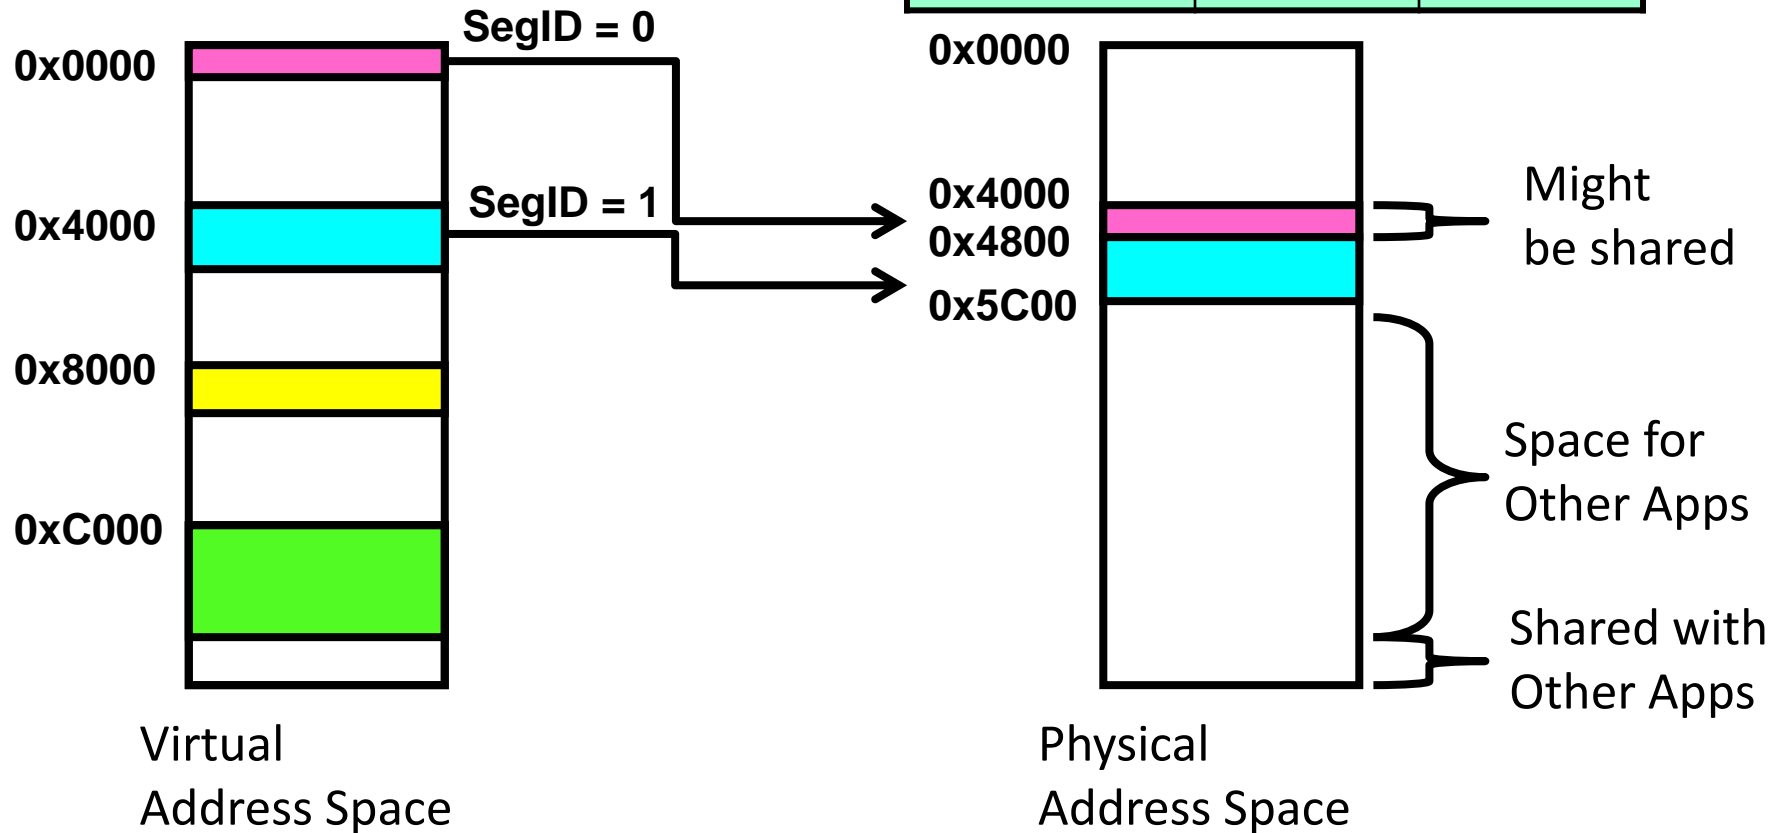 SegID = 0
0x0000
0x4000
SegID = 1
0x8000
0xC000
Virtual
Address Space
0x0000
0x4000
0x4800
0x5C00
Might
be shared
Space for
Other Apps
Shared with
Other Apps
Physical
Address Space